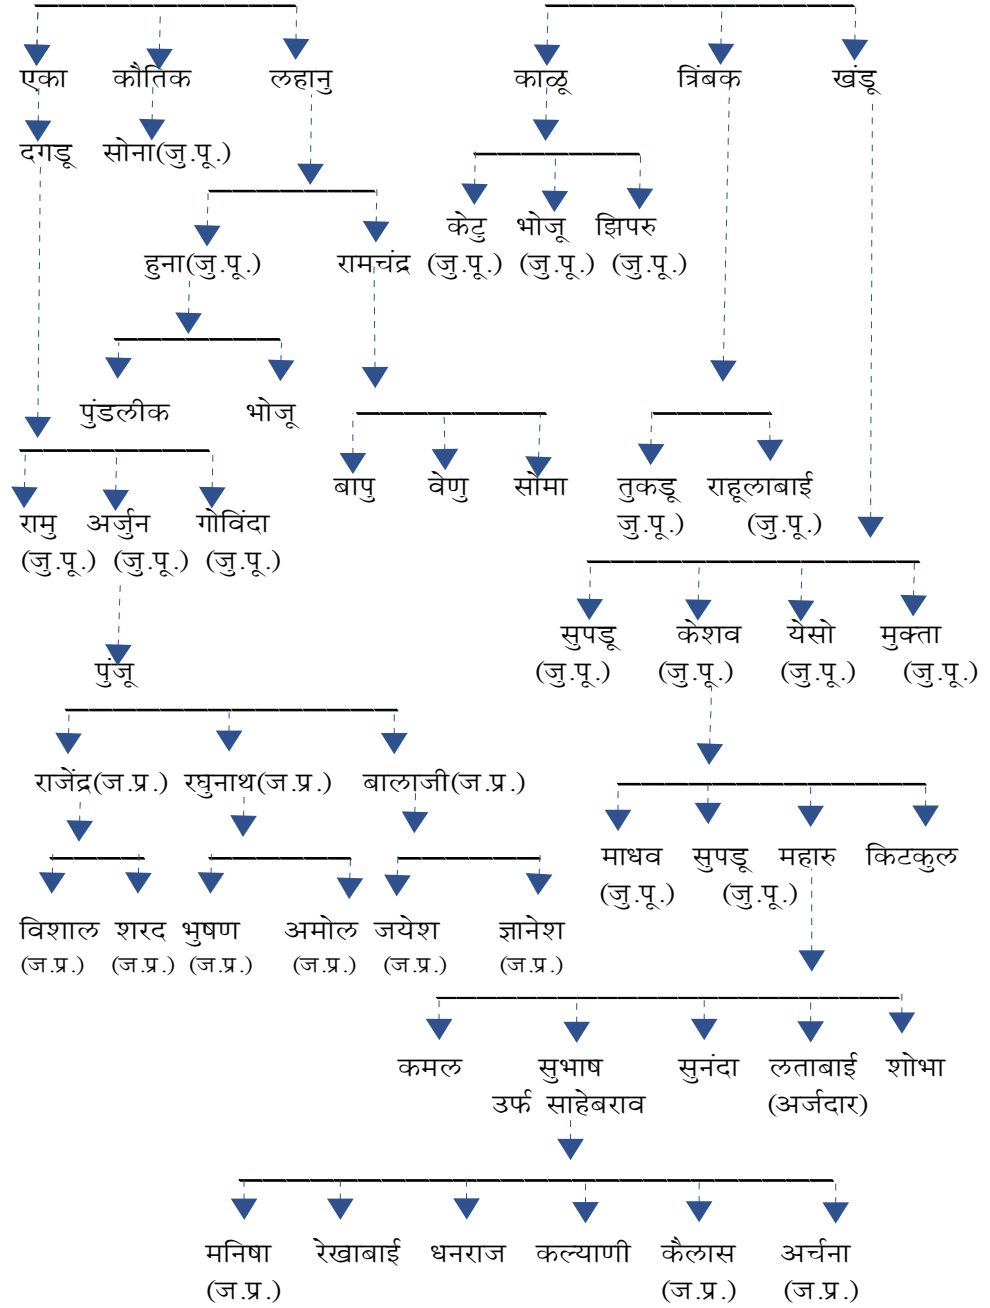 एका कौतिक लहानु काळू त्रिंबक खंडू
दगडू सोना(जु.पू.)
केटु भोजू झिपरु
हुना(जु.पू.) रामचंद्र (जु.पू.) (जु.पू.) (जु.पू.)
पुंडलीक भोजू
बापु वेणु सोमा तुकडू राहूलाबाई
रामु अर्जुन गोविंदा जु.पू.) (जु.पू.)
(जु.पू.) (जु.पू.) (जु.पू.)
सुपडू केशव येसो मुक्ता
पुंजू (जु.पू.) (जु.पू.) (जु.पू.) (जु.पू.)
राजेंद्र(ज.प्र.) रघुनाथ(ज.प्र.) बालाजी(ज.प्र.)
माधव सुपडू महारु किटकुल
(जु.पू.) (जु.पू.)
विशाल शरद भुषण अमोल जयेश ज्ञानेश
(ज.प्र.) (ज.प्र.) (ज.प्र.) (ज.प्र.) (ज.प्र.) (ज.प्र.)
कमल सुभाष सुनंदा लताबाई शोभा
उर्फ साहेबराव (अर्जदार)
मनिषा रेखाबाई धनराज कल्याणी कैलास अर्चना
(ज.प्र.) (ज.प्र.) (ज.प्र.)